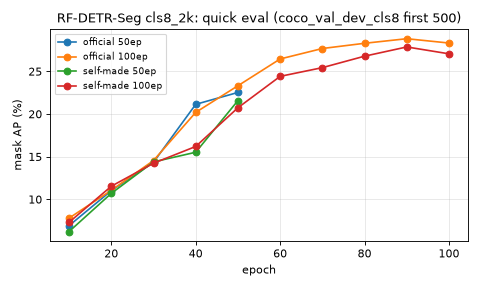 RF-DETR-Seg cls8_2k: quick eval (coco_val_dev_cls8 first 500)
official 50ep
official 100ep
self-made 50ep
self-made 100ep
mask AP (%)
25
20
15
10
20
40
60
80
100
epoch